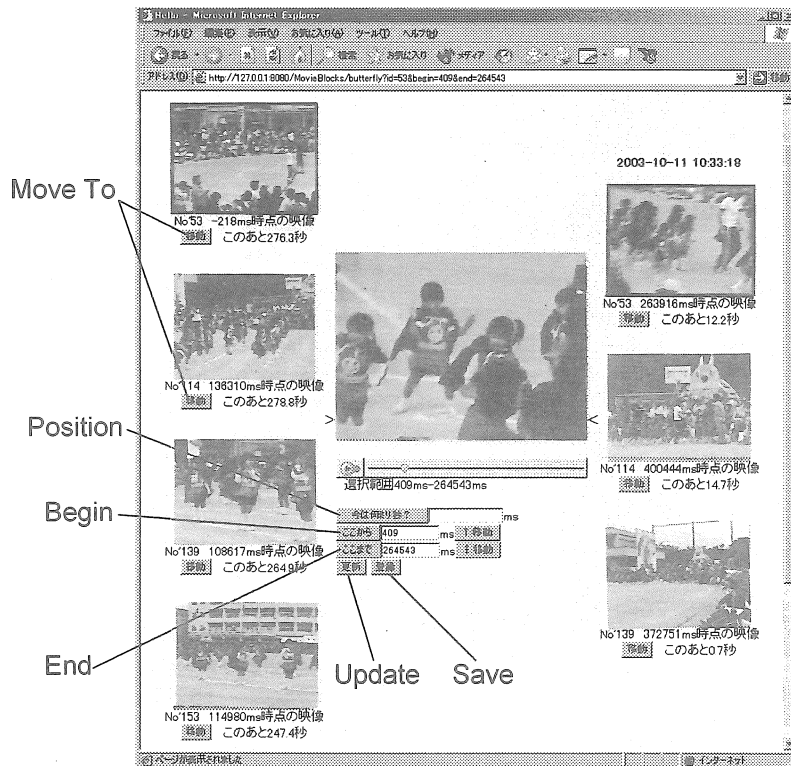 Hello - Microsoft Internet Explorer
ファイル(F) 編集(E) 表示(V) お気に入り(A) ツール(T) ヘルプ(H)
戻る 検索 お気に入り メディア
アドレス(D) http://127.0.0.1:8080/MovieBlocks/butterfly?id=53&begin=409&end=264543 移動
Move To
No'53 -218ms時点の映像
移動 このあと276.3秒
No'114 136310ms時点の映像
移動 このあと278.8秒
No'139 108617ms時点の映像
移動 このあと264.9秒
No'153 114980ms時点の映像
移動 このあと247.4秒
Position
Begin
End
> <
選択範囲409ms-264543ms
今は何ミリ秒? ms
ここから 409 ms ↑移動
ここまで 264543 ms ↑移動
更新 登録
Update Save
2003-10-11 10:33:18
No'53 263916ms時点の映像
移動 このあと12.2秒
No'114 400444ms時点の映像
移動 このあと14.7秒
No'139 372751ms時点の映像
移動 このあと0.7秒
ページが表示されました インターネット